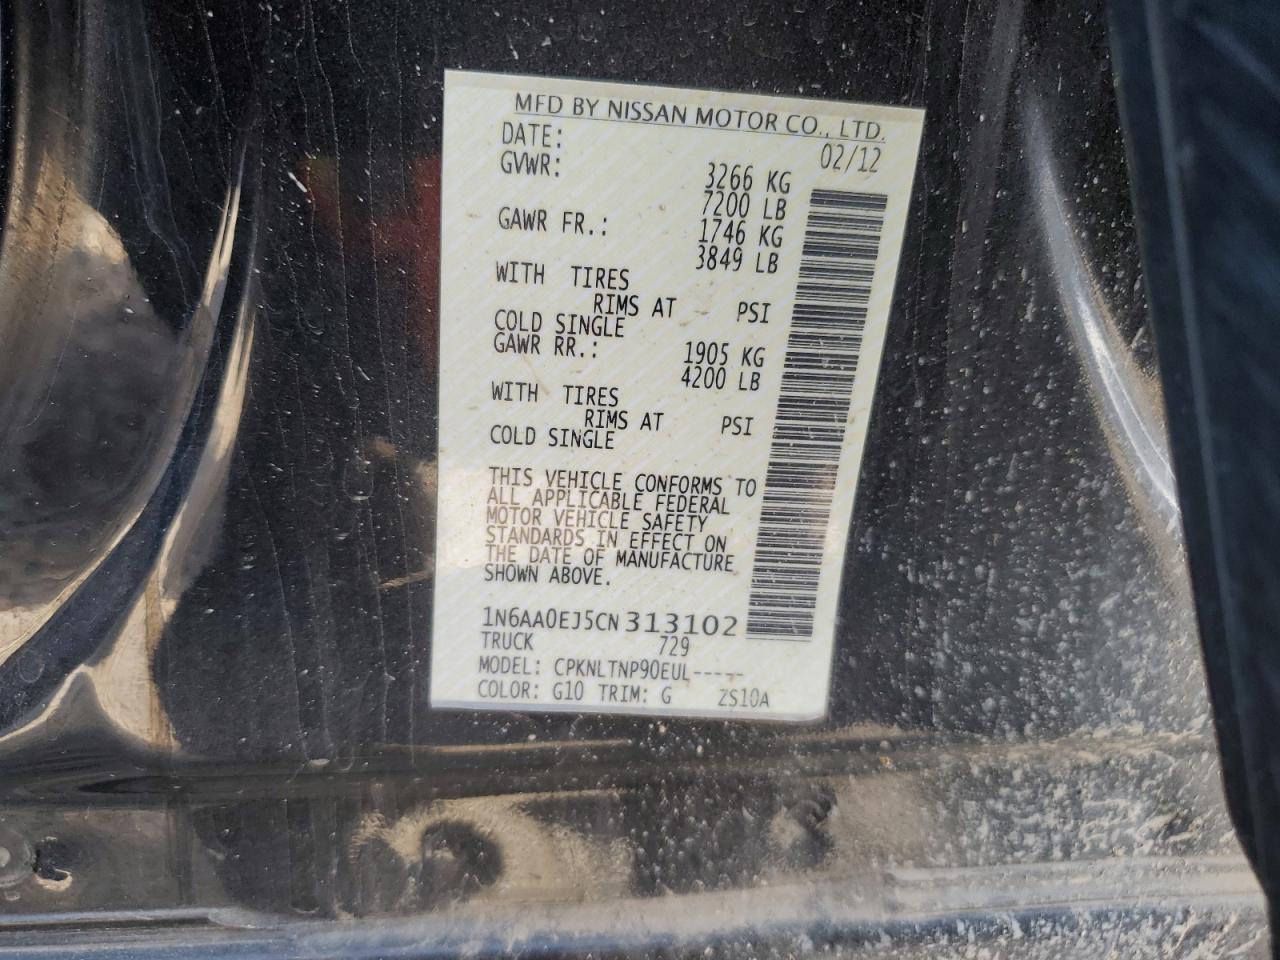 MFD BY NISSAN MOTOR CO., LTD.
DATE: 02/12
GVWR: 3266 KG
7200 LB
GAWR FR.: 1746 KG
3849 LB
WITH TIRES
RIMS AT PSI
COLD SINGLE
GAWR RR.: 1905 KG
4200 LB
WITH TIRES
RIMS AT PSI
COLD SINGLE
THIS VEHICLE CONFORMS TO
ALL APPLICABLE FEDERAL
MOTOR VEHICLE SAFETY
STANDARDS IN EFFECT ON
THE DATE OF MANUFACTURE
SHOWN ABOVE.
1N6AA0EJ5CN313102
TRUCK 729
MODEL: CPKNLTNP90EUL-----
COLOR: G10 TRIM: G ZS10A